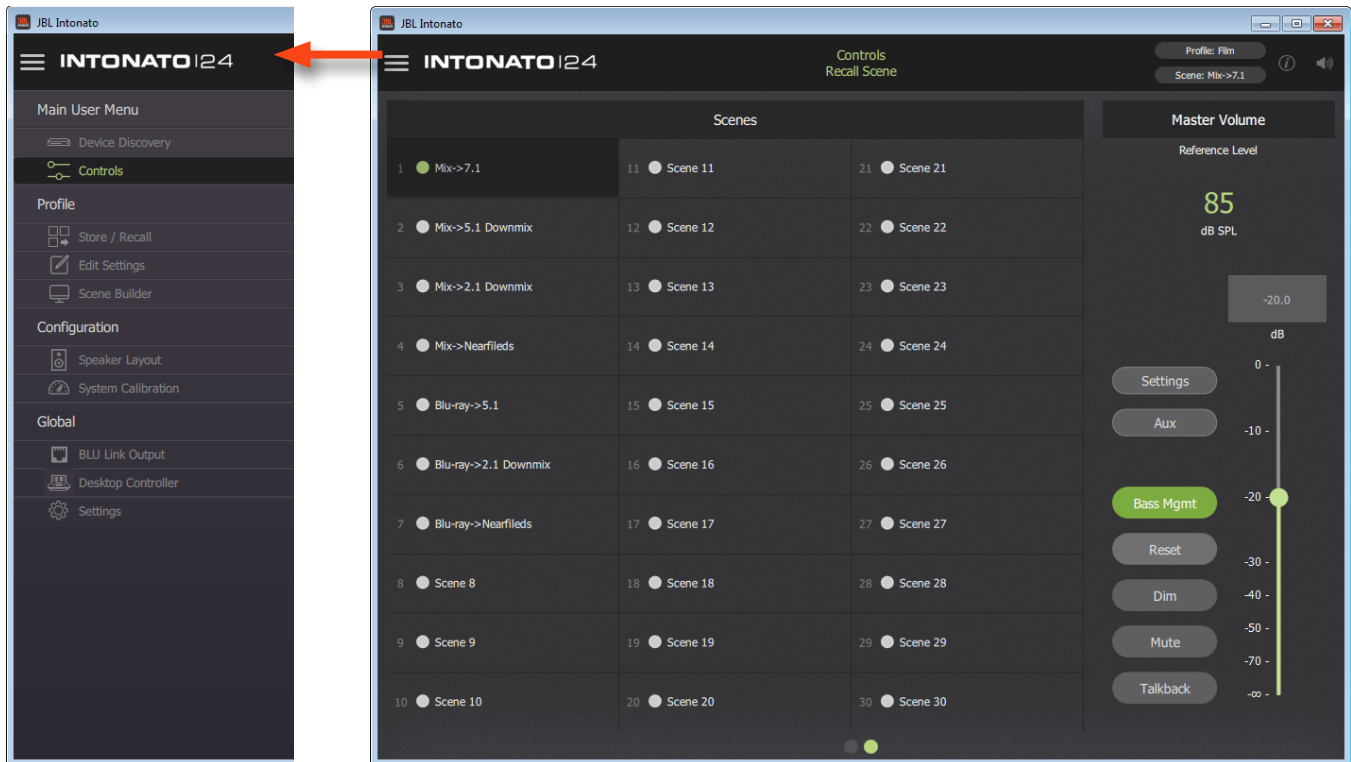 JBL Intonato
INTONATO|24
Main User Menu
Device Discovery
Controls
Profile
Store / Recall
Edit Settings
Scene Builder
Configuration
Speaker Layout
System Calibration
Global
BLU Link Output
Desktop Controller
Settings
JBL Intonato
INTONATO|24
Controls
Recall Scene
Profile: Film
Scene: Mix->7.1
Scenes
1 Mix->7.1
11 Scene 11
21 Scene 21
2 Mix->5.1 Downmix
12 Scene 12
22 Scene 22
3 Mix->2.1 Downmix
13 Scene 13
23 Scene 23
4 Mix->Nearfileds
14 Scene 14
24 Scene 24
5 Blu-ray->5.1
15 Scene 15
25 Scene 25
6 Blu-ray->2.1 Downmix
16 Scene 16
26 Scene 26
7 Blu-ray->Nearfileds
17 Scene 17
27 Scene 27
8 Scene 8
18 Scene 18
28 Scene 28
9 Scene 9
19 Scene 19
29 Scene 29
10 Scene 10
20 Scene 20
30 Scene 30
Master Volume
Reference Level
85
dB SPL
-20.0
dB
Settings
Aux
Bass Mgmt
Reset
Dim
Mute
Talkback
0 -
-10 -
-20 -
-30 -
-40 -
-50 -
-70 -
-∞ -